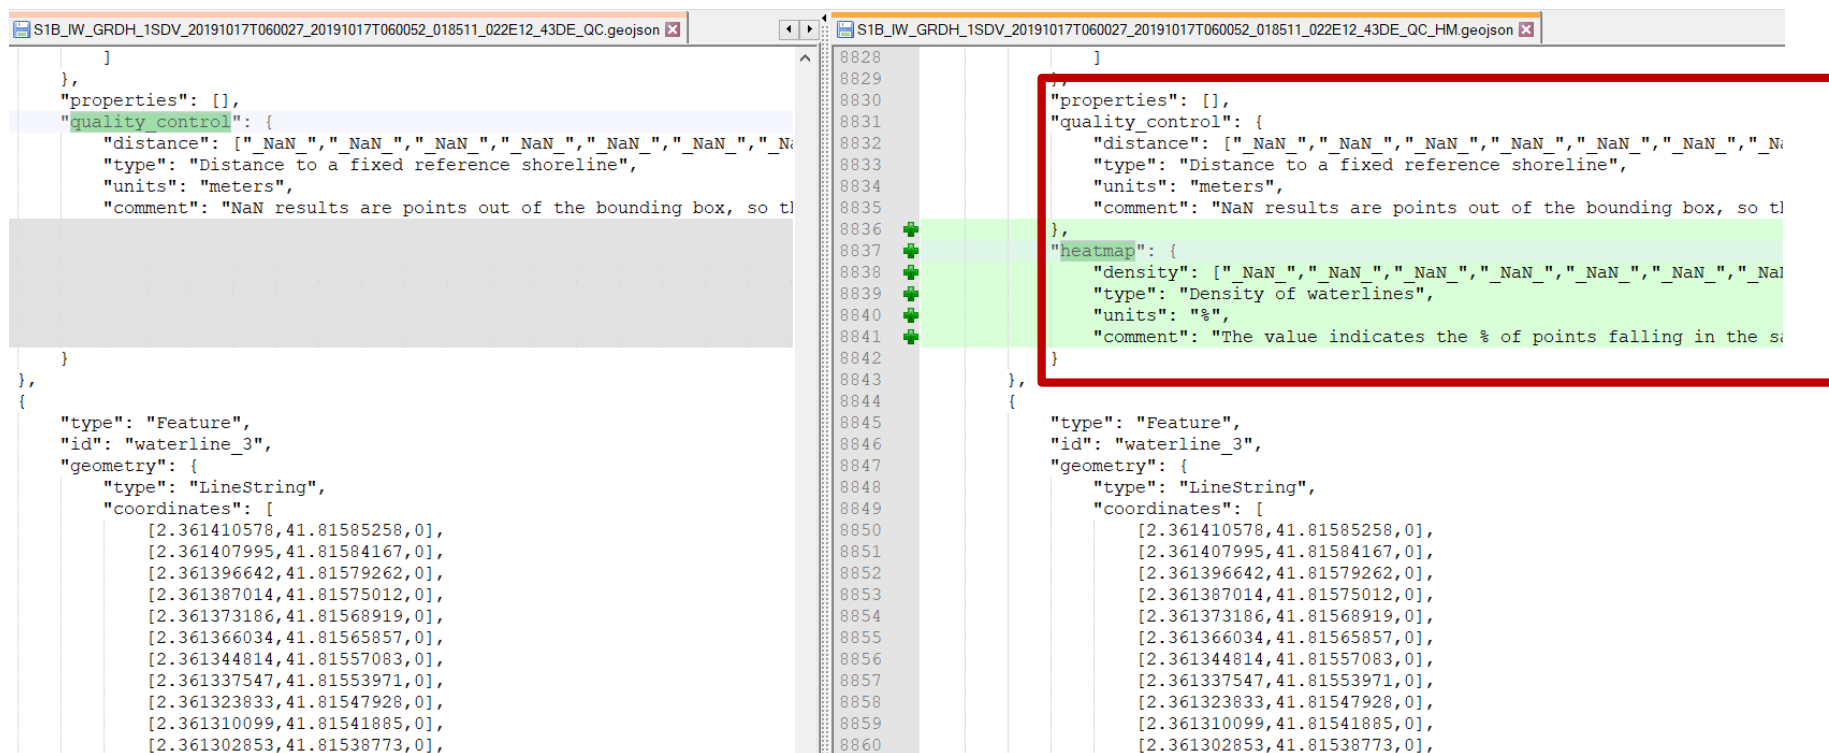 S1B_IW_GRDH_1SDV_20191017T060027_20191017T060052_018511_022E12_43DE_QC.geojson
]
},
"properties": [],
"quality_control": {
"distance": ["_NaN_","_NaN_","_NaN_","_NaN_","_NaN_","_NaN_","_Na
"type": "Distance to a fixed reference shoreline",
"units": "meters",
"comment": "NaN results are points out of the bounding box, so th
}
},
{
"type": "Feature",
"id": "waterline_3",
"geometry": {
"type": "LineString",
"coordinates": [
[2.361410578,41.81585258,0],
[2.361407995,41.81584167,0],
[2.361396642,41.81579262,0],
[2.361387014,41.81575012,0],
[2.361373186,41.81568919,0],
[2.361366034,41.81565857,0],
[2.361344814,41.81557083,0],
[2.361337547,41.81553971,0],
[2.361323833,41.81547928,0],
[2.361310099,41.81541885,0],
[2.361302853,41.81538773,0],
S1B_IW_GRDH_1SDV_20191017T060027_20191017T060052_018511_022E12_43DE_QC_HM.geojson
8828 ]
8829 },
8830 "properties": [],
8831 "quality_control": {
8832 "distance": ["_NaN_","_NaN_","_NaN_","_NaN_","_NaN_","_NaN_","_Na
8833 "type": "Distance to a fixed reference shoreline",
8834 "units": "meters",
8835 "comment": "NaN results are points out of the bounding box, so th
8836 },
8837 "heatmap": {
8838 "density": ["_NaN_","_NaN_","_NaN_","_NaN_","_NaN_","_NaN_","_NaN
8839 "type": "Density of waterlines",
8840 "units": "%",
8841 "comment": "The value indicates the % of points falling in the sa
8842 }
8843 },
8844 {
8845 "type": "Feature",
8846 "id": "waterline_3",
8847 "geometry": {
8848 "type": "LineString",
8849 "coordinates": [
8850 [2.361410578,41.81585258,0],
8851 [2.361407995,41.81584167,0],
8852 [2.361396642,41.81579262,0],
8853 [2.361387014,41.81575012,0],
8854 [2.361373186,41.81568919,0],
8855 [2.361366034,41.81565857,0],
8856 [2.361344814,41.81557083,0],
8857 [2.361337547,41.81553971,0],
8858 [2.361323833,41.81547928,0],
8859 [2.361310099,41.81541885,0],
8860 [2.361302853,41.81538773,0],